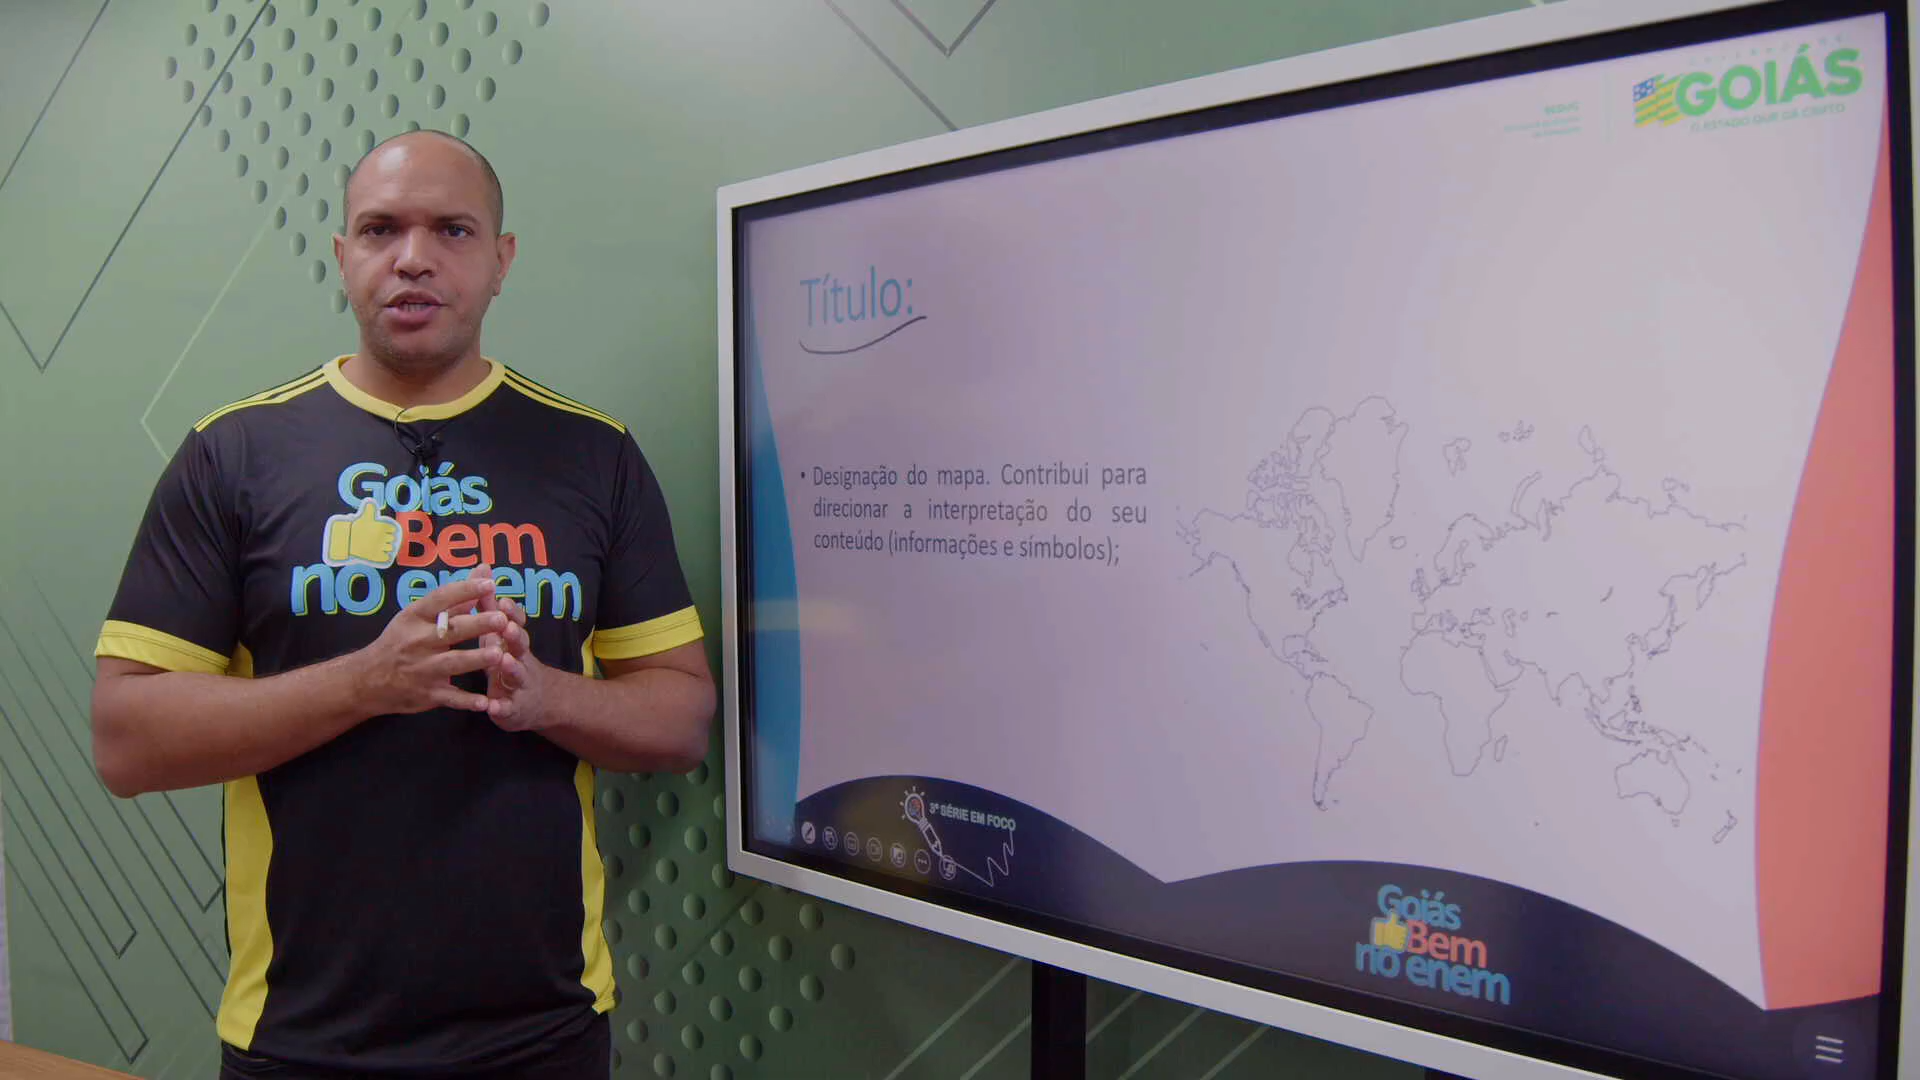 Goiás
Bem
no enem
GOIÁS
O ESTADO QUE DÁ CERTO
Título:
• Designação do mapa. Contribui para
direcionar a interpretação do seu
conteúdo (informações e símbolos);
3ª SÉRIE EM FOCO
Goiás
Bem
no enem